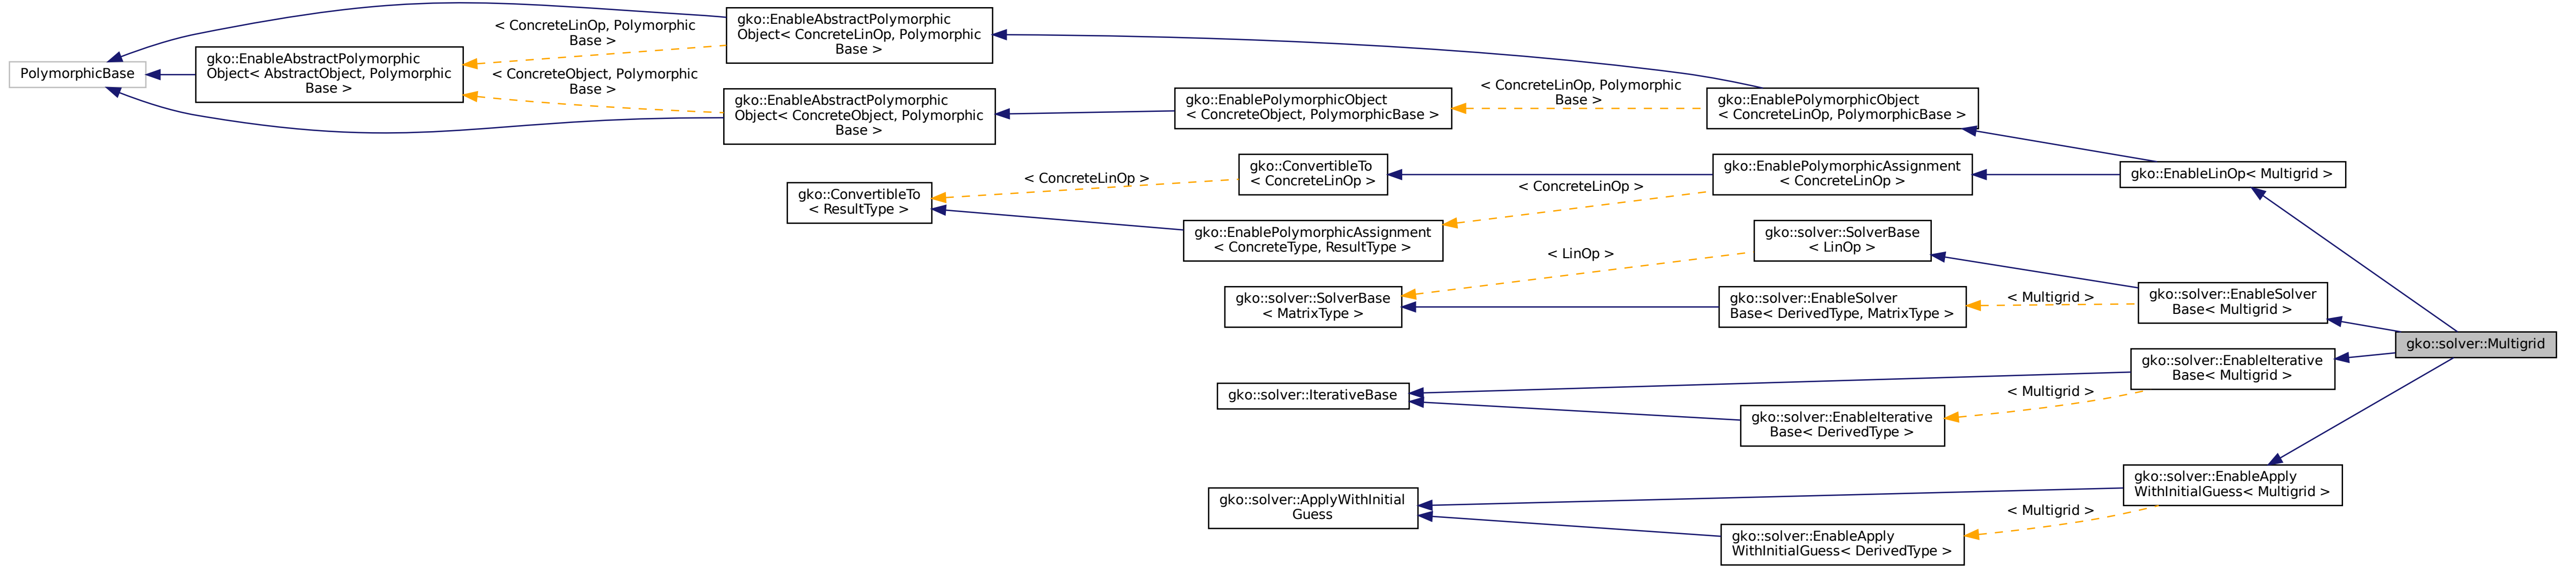 PolymorphicBase
gko::EnableAbstractPolymorphic
Object< AbstractObject, Polymorphic
Base >
< ConcreteLinOp, Polymorphic
Base >
< ConcreteObject, Polymorphic
Base >
gko::EnableAbstractPolymorphic
Object< ConcreteLinOp, Polymorphic
Base >
gko::EnableAbstractPolymorphic
Object< ConcreteObject, Polymorphic
Base >
gko::EnablePolymorphicObject
< ConcreteObject, PolymorphicBase >
< ConcreteLinOp, Polymorphic
Base >
gko::EnablePolymorphicObject
< ConcreteLinOp, PolymorphicBase >
gko::ConvertibleTo
< ResultType >
< ConcreteLinOp >
gko::ConvertibleTo
< ConcreteLinOp >
gko::EnablePolymorphicAssignment
< ConcreteType, ResultType >
< ConcreteLinOp >
gko::EnablePolymorphicAssignment
< ConcreteLinOp >
gko::EnableLinOp< Multigrid >
gko::solver::SolverBase
< MatrixType >
< LinOp >
gko::solver::SolverBase
< LinOp >
gko::solver::EnableSolver
Base< DerivedType, MatrixType >
< Multigrid >
gko::solver::EnableSolver
Base< Multigrid >
gko::solver::Multigrid
gko::solver::IterativeBase
gko::solver::EnableIterative
Base< DerivedType >
< Multigrid >
gko::solver::EnableIterative
Base< Multigrid >
gko::solver::ApplyWithInitial
Guess
gko::solver::EnableApply
WithInitialGuess< DerivedType >
< Multigrid >
gko::solver::EnableApply
WithInitialGuess< Multigrid >